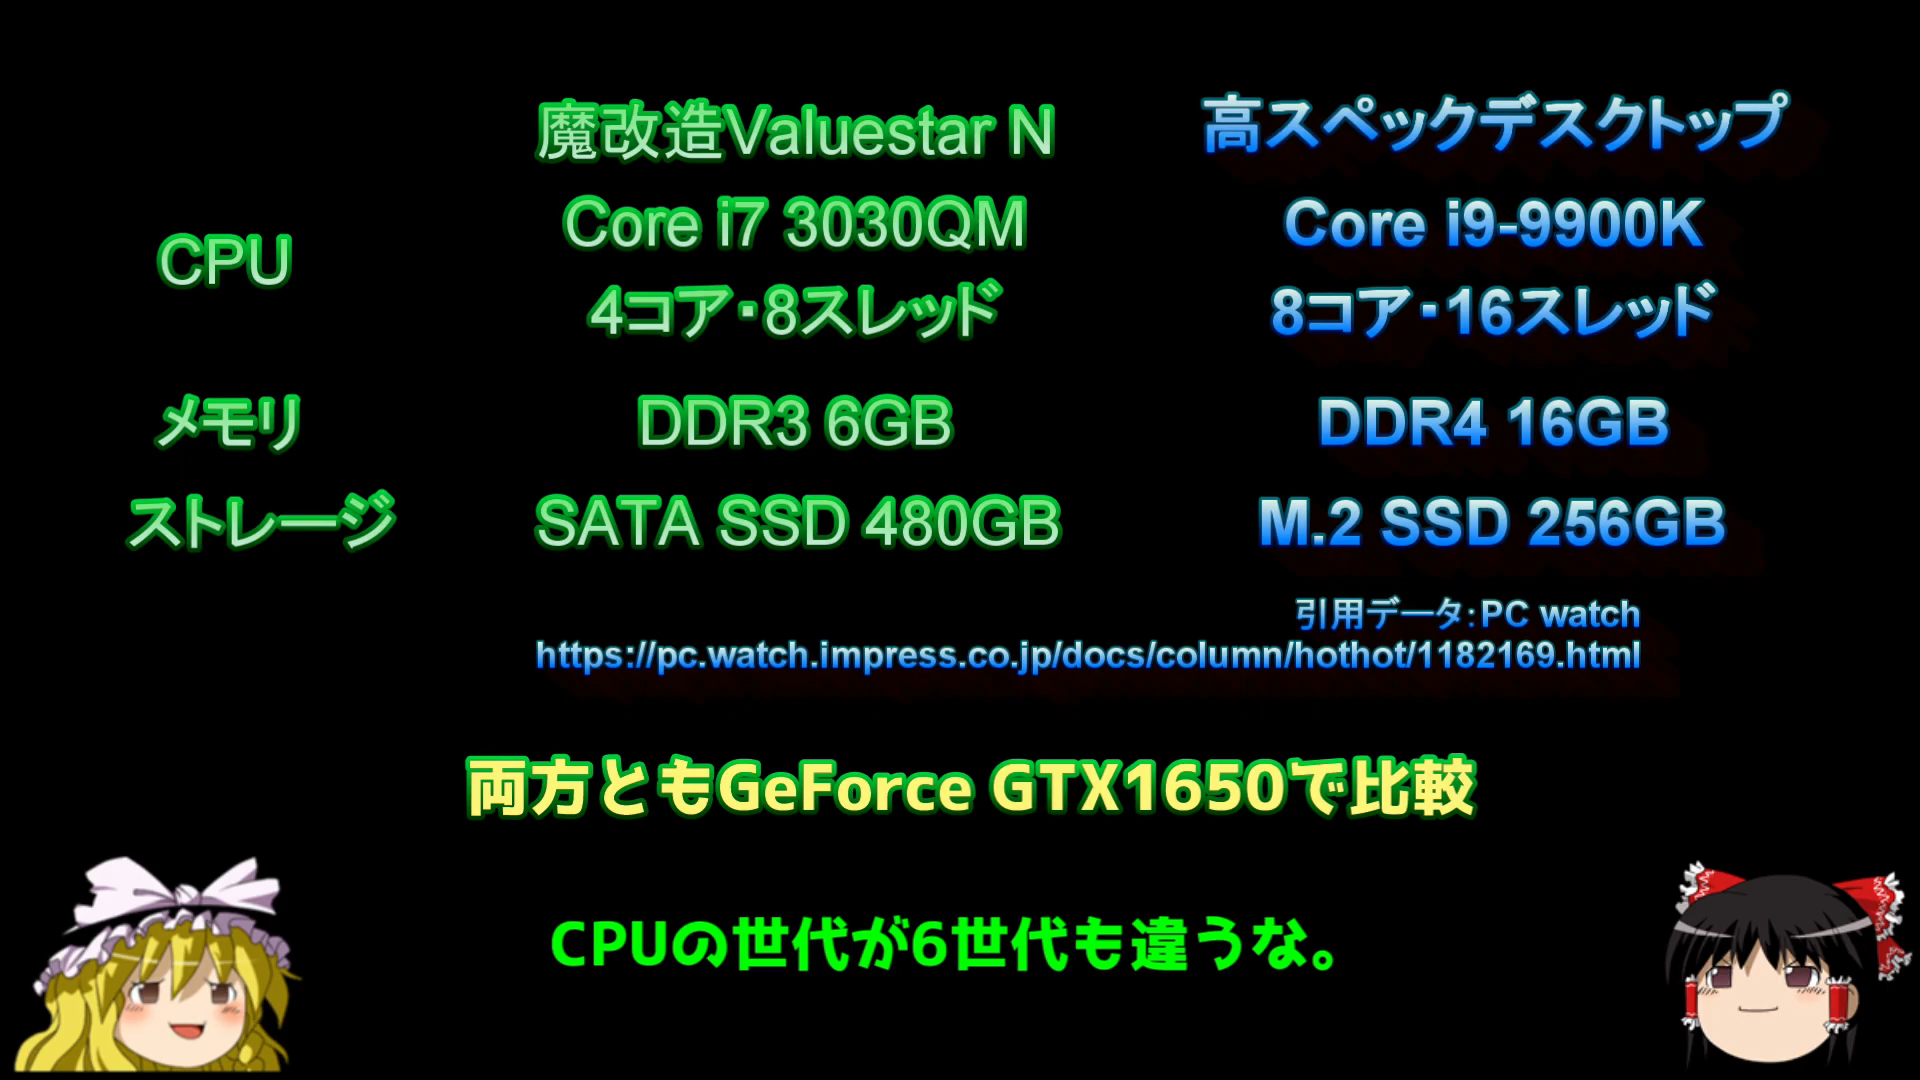 魔改造Valuestar N
高スペックデスクトップ
CPU
Core i7 3030QM
4コア・8スレッド
Core i9-9900K
8コア・16スレッド
メモリ
DDR3 6GB
DDR4 16GB
ストレージ
SATA SSD 480GB
M.2 SSD 256GB
引用データ:PC watch
https://pc.watch.impress.co.jp/docs/column/hothot/1182169.html
両方ともGeForce GTX1650で比較
CPUの世代が6世代も違うな。